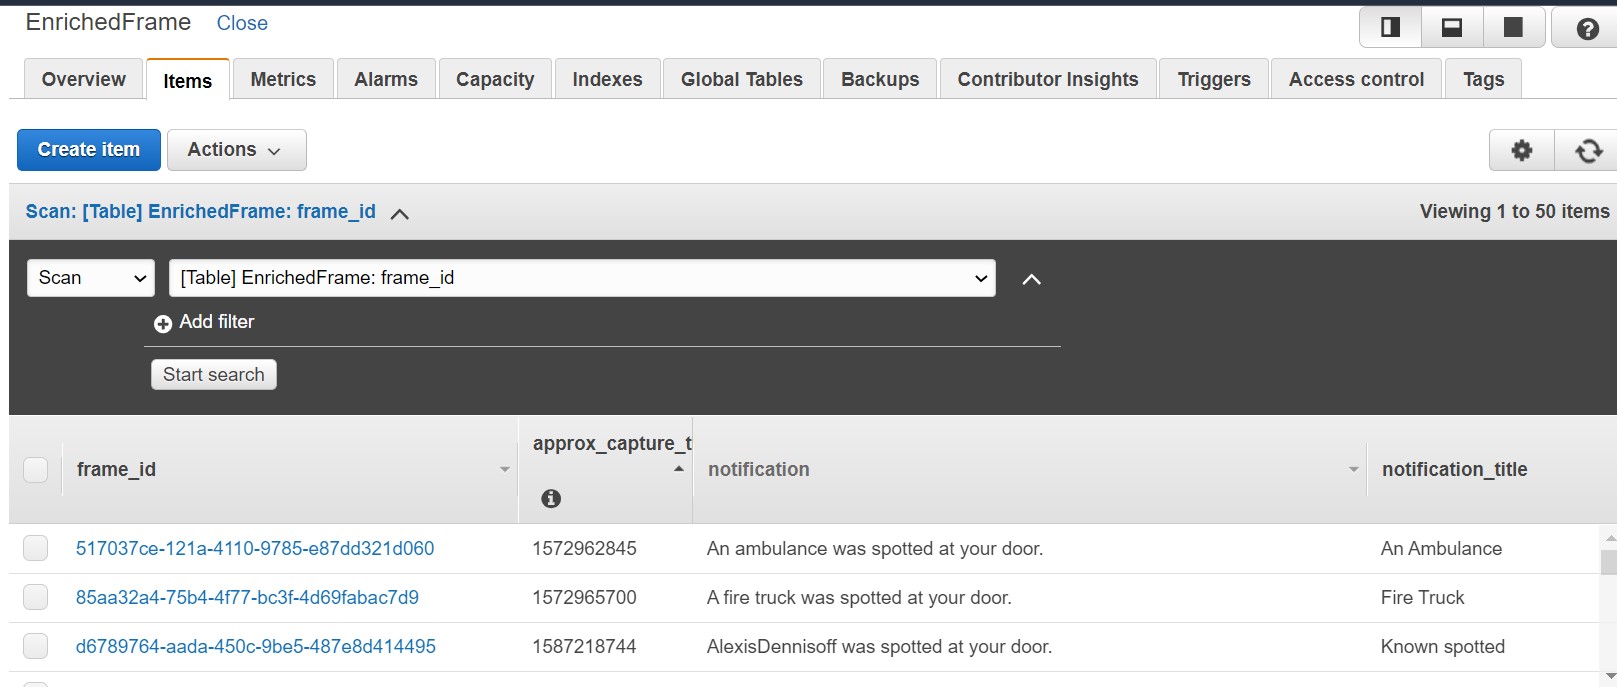 EnrichedFrame Close
Overview Items Metrics Alarms Capacity Indexes Global Tables Backups Contributor Insights Triggers Access control Tags
Create item Actions
Scan: [Table] EnrichedFrame: frame_id Viewing 1 to 50 items
Scan [Table] EnrichedFrame: frame_id
Add filter
Start search
frame_id approx_capture_t notification notification_title
517037ce-121a-4110-9785-e87dd321d060 1572962845 An ambulance was spotted at your door. An Ambulance
85aa32a4-75b4-4f77-bc3f-4d69fabac7d9 1572965700 A fire truck was spotted at your door. Fire Truck
d6789764-aada-450c-9be5-487e8d414495 1587218744 AlexisDennisoff was spotted at your door. Known spotted